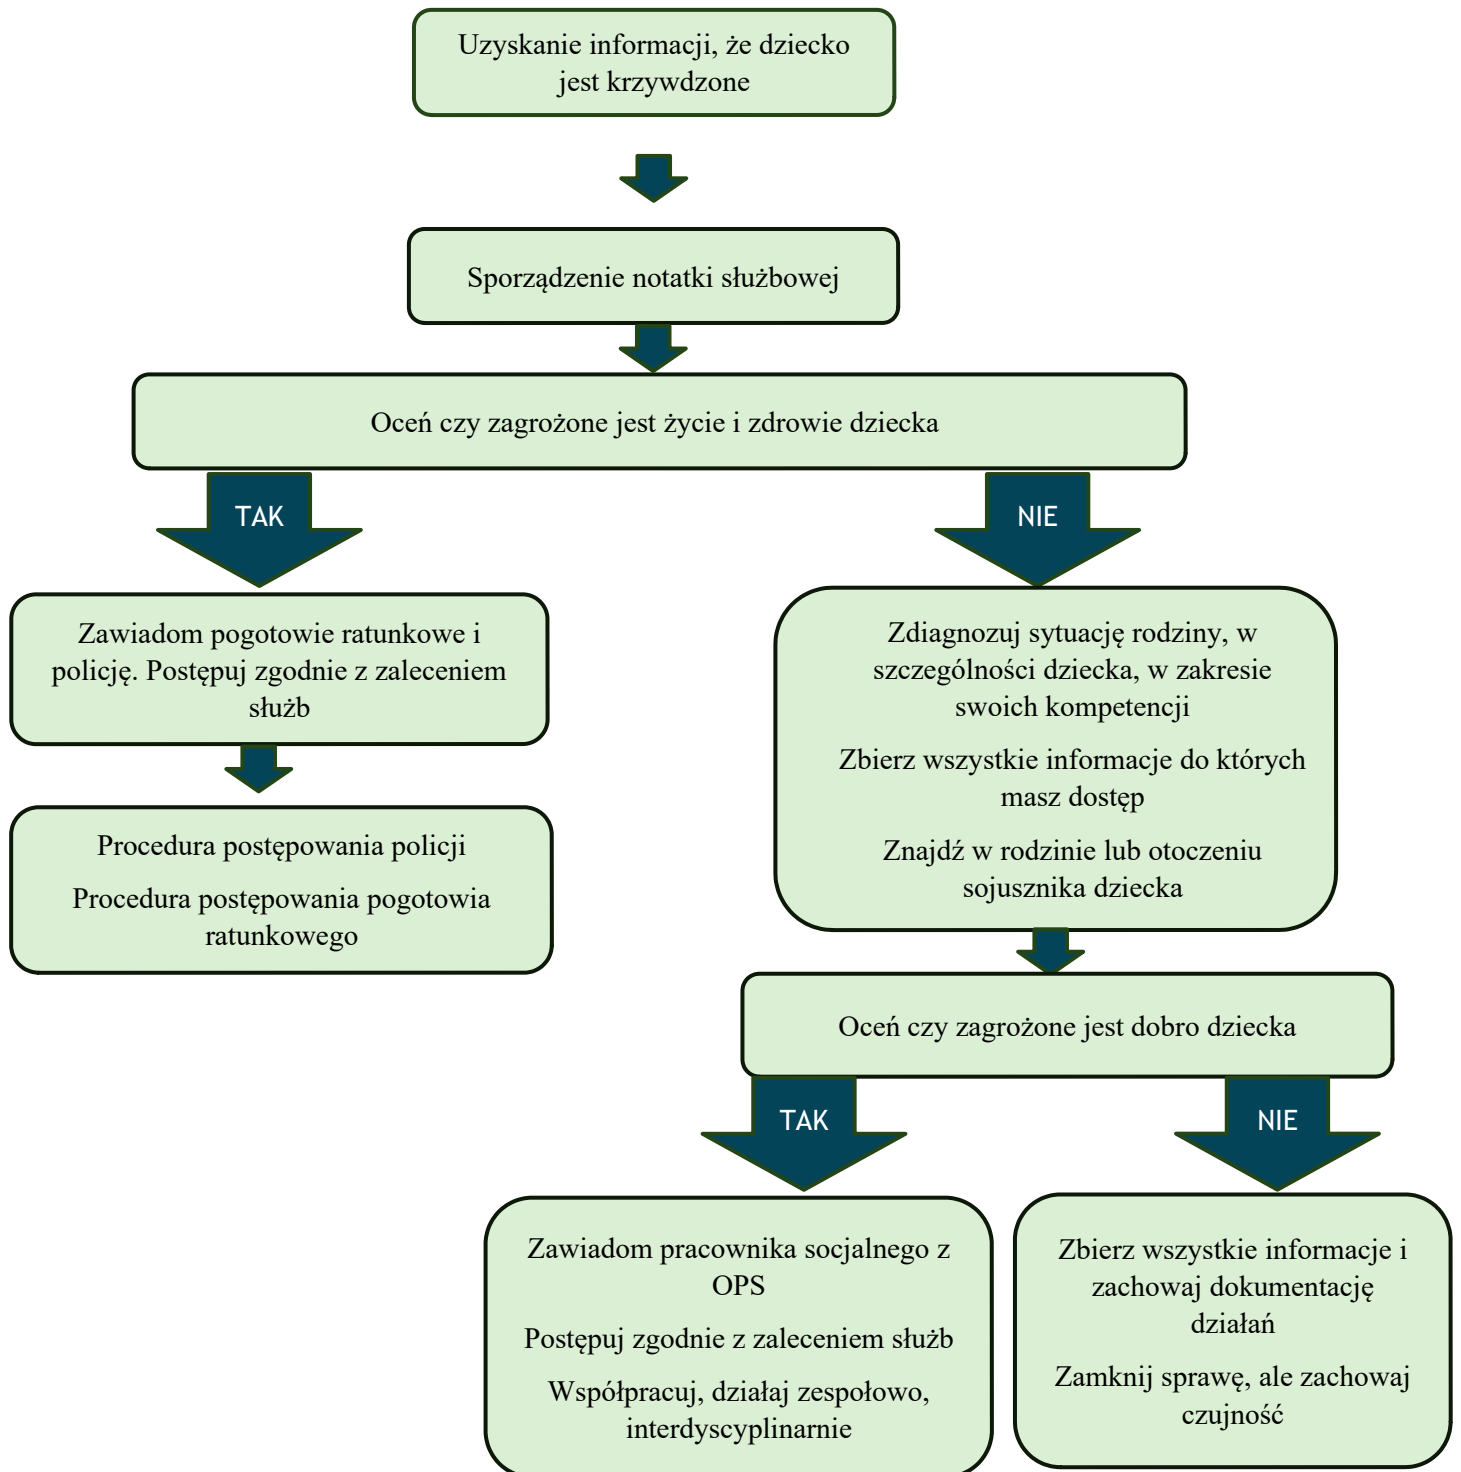 Uzyskanie informacji, że dziecko
jest krzywdzone
Sporządzenie notatki służbowej
Oceń czy zagrożone jest życie i zdrowie dziecka
TAK
NIE
Zawiadom pogotowie ratunkowe i
policję. Postępuj zgodnie z zaleceniem
służb
Procedura postępowania policji
Procedura postępowania pogotowia
ratunkowego
Zdiagnozuj sytuację rodziny, w
szczególności dziecka, w zakresie
swoich kompetencji
Zbierz wszystkie informacje do których
masz dostęp
Znajdź w rodzinie lub otoczeniu
sojusznika dziecka
Oceń czy zagrożone jest dobro dziecka
TAK
NIE
Zawiadom pracownika socjalnego z
OPS
Postępuj zgodnie z zaleceniem służb
Współpracuj, działaj zespołowo,
interdyscyplinarnie
Zbierz wszystkie informacje i
zachowaj dokumentację
działań
Zamknij sprawę, ale zachowaj
czujność